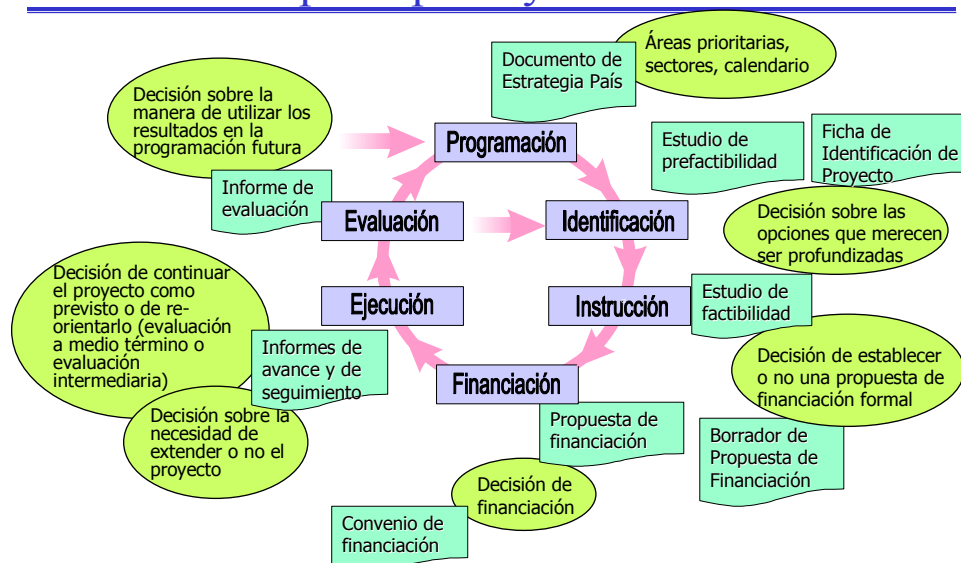 Áreas prioritarias,
sectores, calendario
Documento de
Estrategia País
Decisión sobre la
manera de utilizar los
resultados en la
programación futura
Programación
Estudio de
prefactibilidad
Ficha de
Identificación de
Proyecto
Informe de
evaluación
Evaluación
Identificación
Decisión sobre las
opciones que merecen
ser profundizadas
Decisión de continuar
el proyecto como
previsto o de re-
orientarlo (evaluación
a medio término o
evaluación
intermediaria)
Ejecución
Instrucción
Estudio de
factibilidad
Informes de
avance y de
seguimiento
Financiación
Decisión de establecer
o no una propuesta de
financiación formal
Decisión sobre la
necesidad de
extender o no el
proyecto
Propuesta de
financiación
Borrador de
Propuesta de
Financiación
Decisión de
financiación
Convenio de
financiación